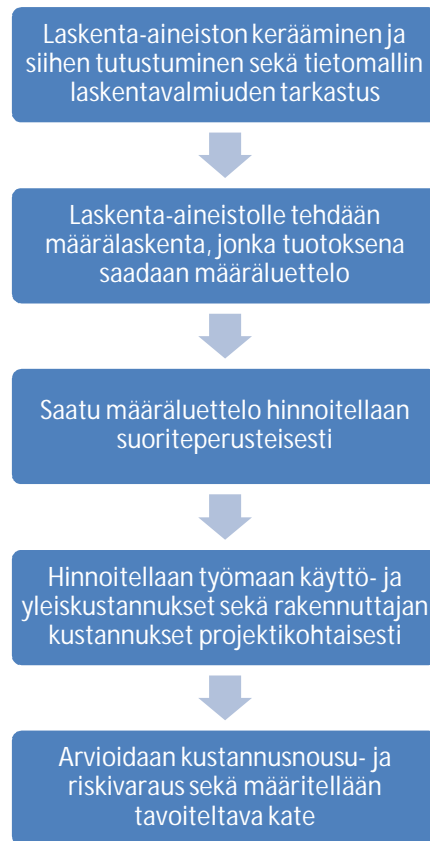 Laskenta-aineiston kerääminen ja
siihen tutustuminen sekä tietomallin
laskentavalmiuden tarkastus
Laskenta-aineistolle tehdään
määrälaskenta, jonka tuotoksena
saadaan määräluettelo
Saatu määräluettelo hinnoitellaan
suoriteperusteisesti
Hinnoitellaan työmaan käyttö- ja
yleiskustannukset sekä rakennuttajan
kustannukset projektikohtaisesti
Arvioidaan kustannusnousu- ja
riskivaraus sekä määritellään
tavoiteltava kate